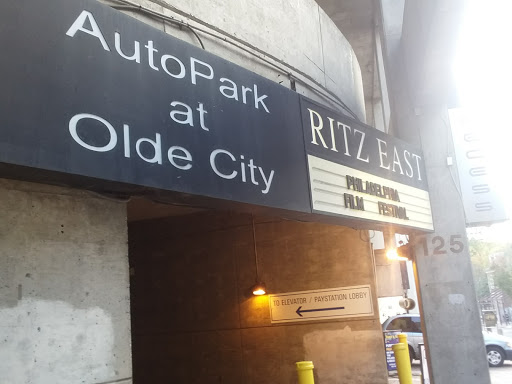 AutoPark
at
Olde City
RITZ EAST
PHILADELPHIA
FILM FESTIVAL
125
TO ELEVATOR / PAYSTATION LOBBY